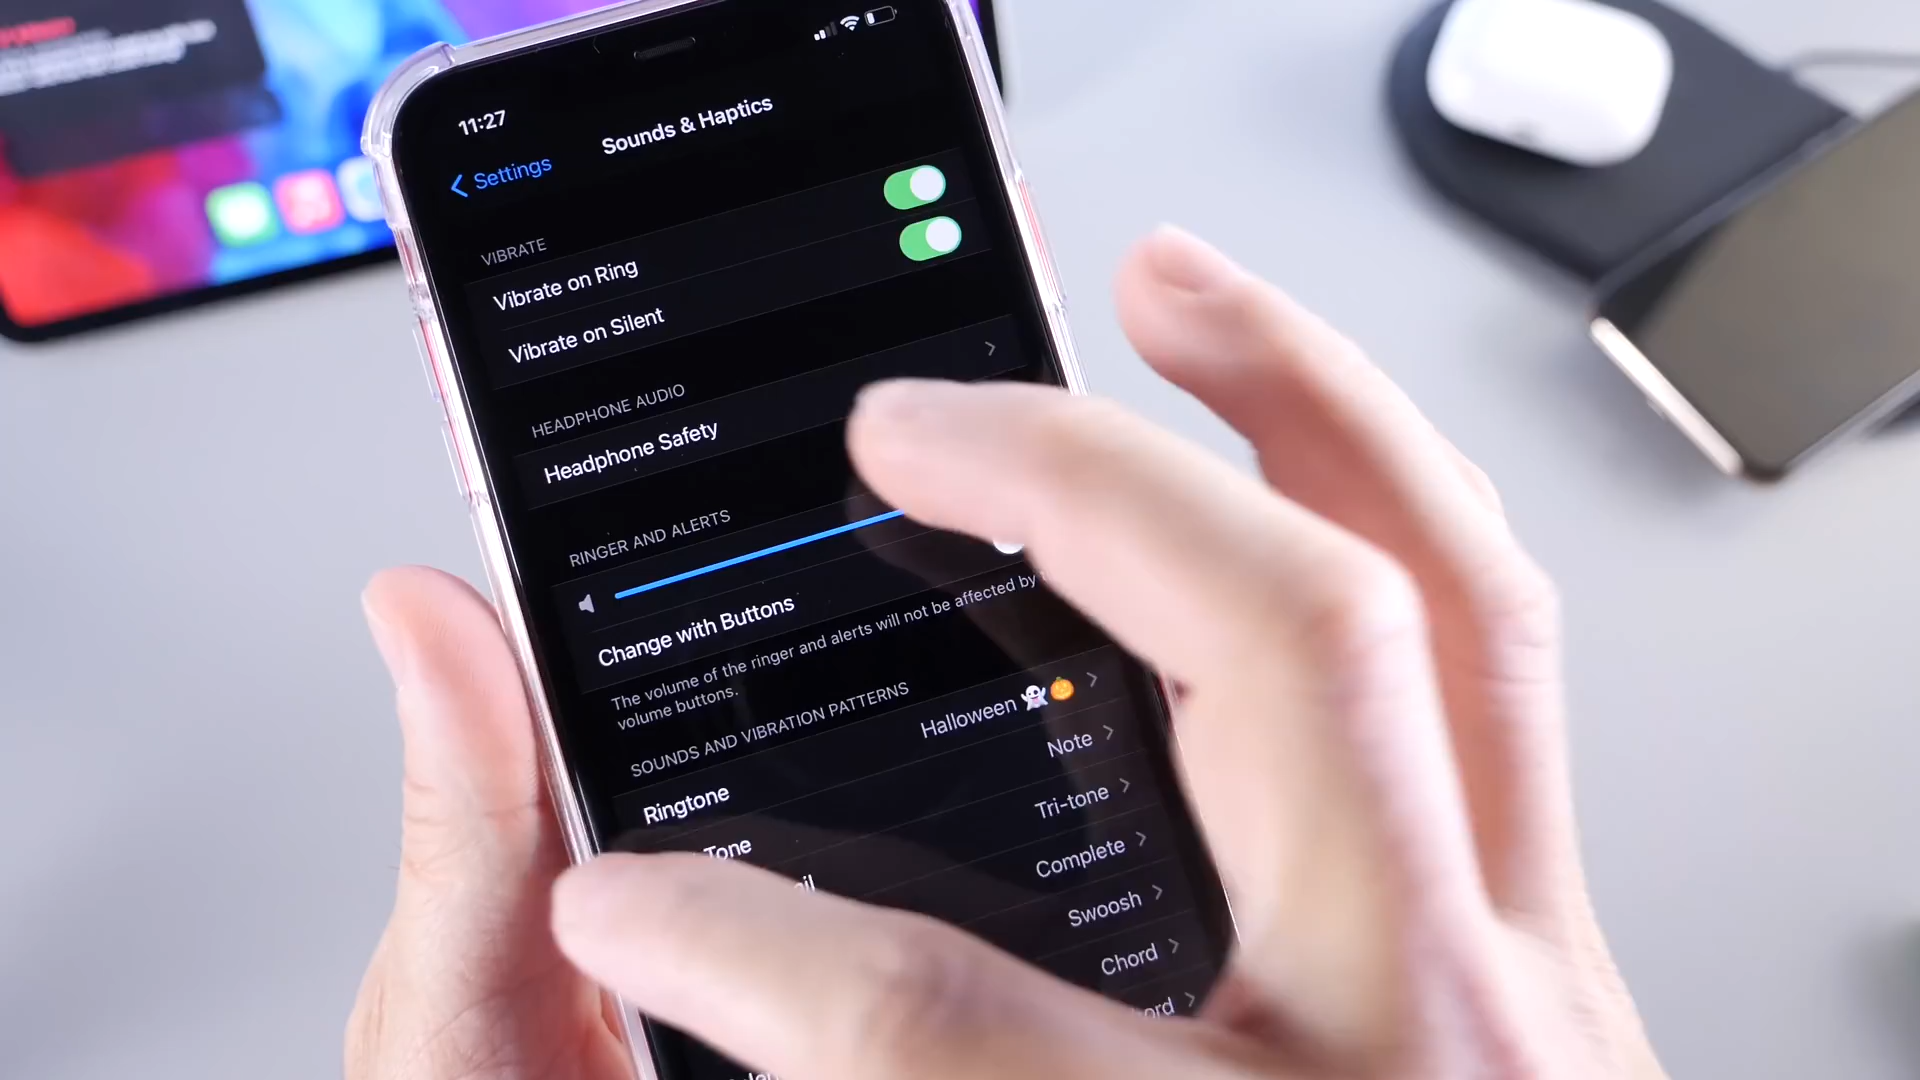 11:27
Settings
Sounds & Haptics
VIBRATE
Vibrate on Ring
Vibrate on Silent
HEADPHONE AUDIO
Headphone Safety
RINGER AND ALERTS
Change with Buttons
The volume of the ringer and alerts will not be affected by
volume buttons.
SOUNDS AND VIBRATION PATTERNS
Ringtone Halloween 👻🎃
Tone Note
Tri-tone
Complete
Swoosh
Chord